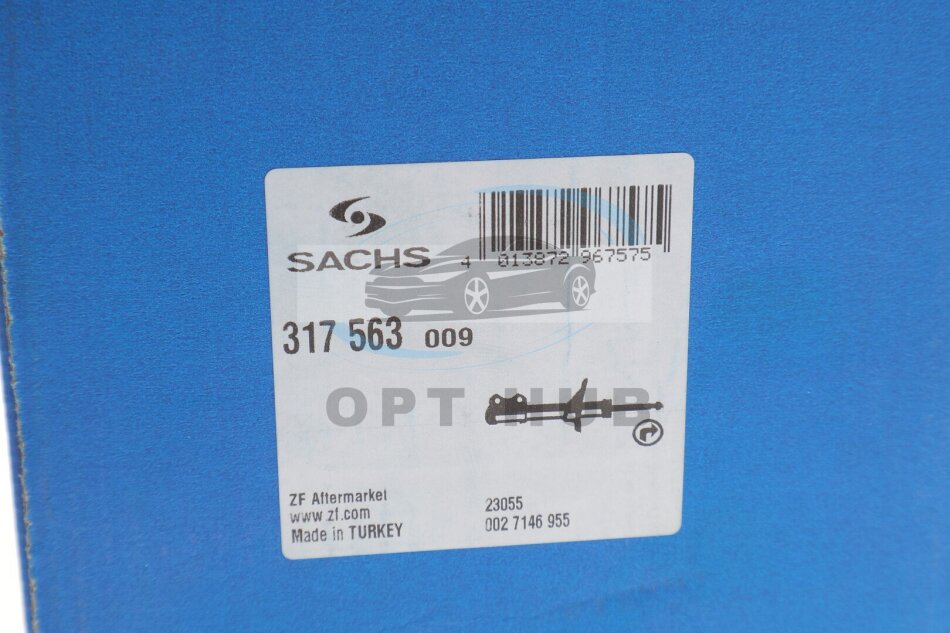 SACHS
4 013872 967575
317 563 009
OPT HUB
ZF Aftermarket
www.zf.com
Made in TURKEY
23055
002 7146 955